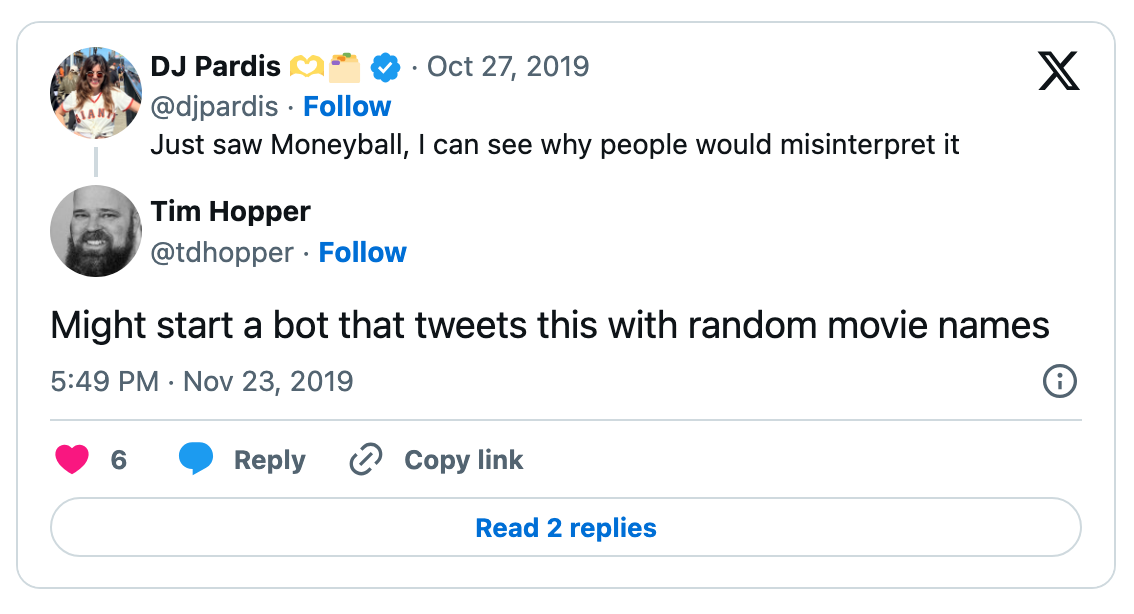 DJ Pardis 🫶🗂️ · Oct 27, 2019
@djpardis · Follow
Just saw Moneyball, I can see why people would misinterpret it
Tim Hopper
@tdhopper · Follow
Might start a bot that tweets this with random movie names
5:49 PM · Nov 23, 2019
6 Reply Copy link
Read 2 replies